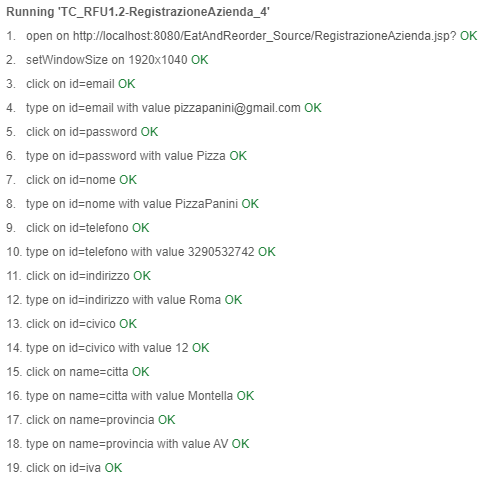 Running 'TC_RFU1.2-RegistrazioneAzienda_4'
1. open on http://localhost:8080/EatAndReorder_Source/RegistrazioneAzienda.jsp? OK
2. setWindowSize on 1920x1040 OK
3. click on id=email OK
4. type on id=email with value pizzapanini@gmail.com OK
5. click on id=password OK
6. type on id=password with value Pizza OK
7. click on id=nome OK
8. type on id=nome with value PizzaPanini OK
9. click on id=telefono OK
10. type on id=telefono with value 3290532742 OK
11. click on id=indirizzo OK
12. type on id=indirizzo with value Roma OK
13. click on id=civico OK
14. type on id=civico with value 12 OK
15. click on name=citta OK
16. type on name=citta with value Montella OK
17. click on name=provincia OK
18. type on name=provincia with value AV OK
19. click on id=iva OK